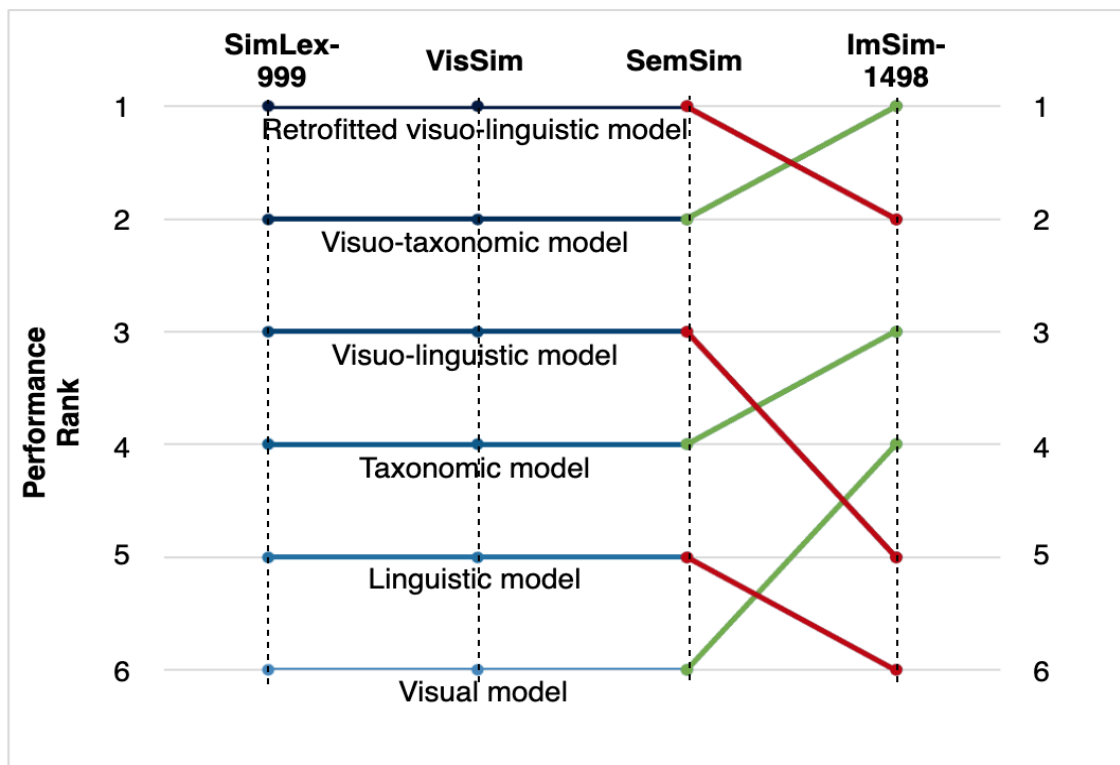 SimLex-
999
VisSim
SemSim
ImSim-
1498
1
1
Retrofitted visuo-linguistic model
2
2
Visuo-taxonomic model
3
3
Visuo-linguistic model
Performance
Rank
4
4
Taxonomic model
5
5
Linguistic model
6
6
Visual model